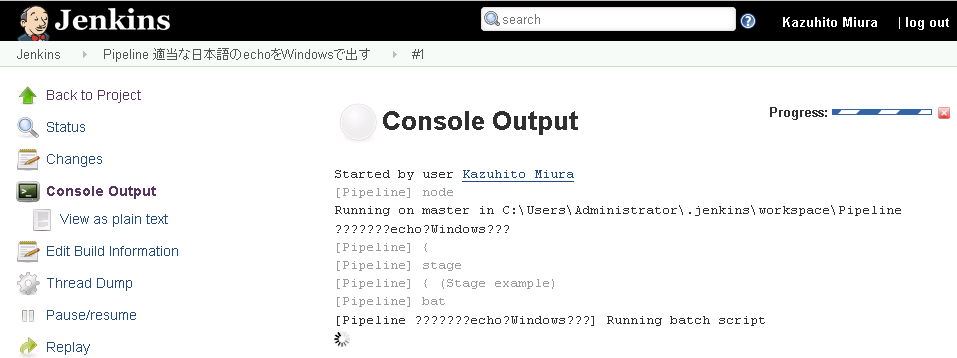 Jenkins
search
Kazuhito Miura | log out
Jenkins Pipeline 適当な日本語のechoをWindowsで出す #1
Back to Project
Status
Changes
Console Output
View as plain text
Edit Build Information
Thread Dump
Pause/resume
Replay
Console Output
Progress:
Started by user Kazuhito Miura
[Pipeline] node
Running on master in C:\Users\Administrator\.jenkins\workspace\Pipeline
???????echo?Windows???
[Pipeline] {
[Pipeline] stage
[Pipeline] { (Stage example)
[Pipeline] bat
[Pipeline ???????echo?Windows???] Running batch script